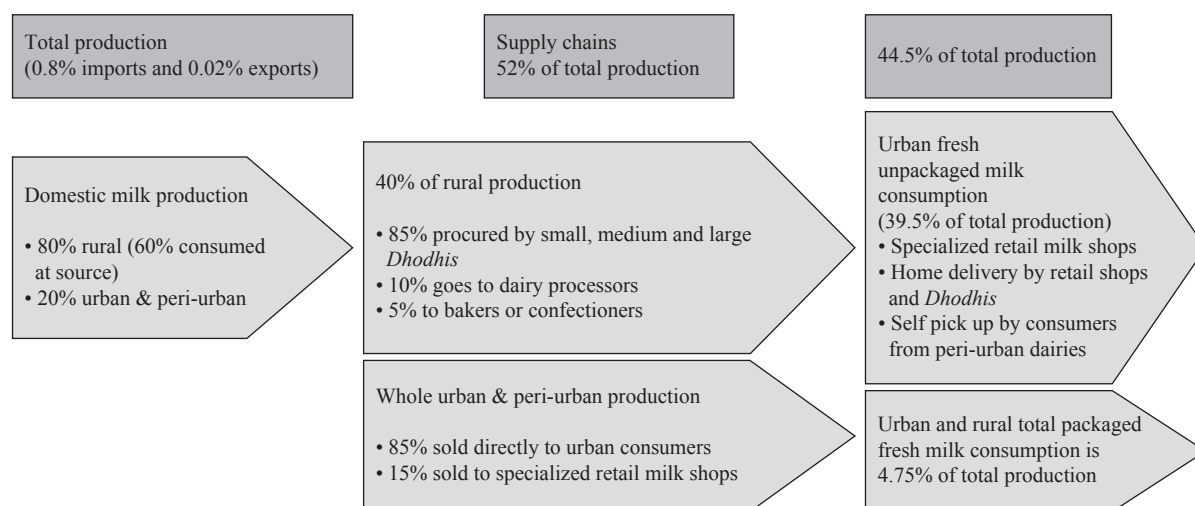 Total production
(0.8% imports and 0.02% exports)
Supply chains
52% of total production
44.5% of total production
Domestic milk production
• 80% rural (60% consumed
at source)
• 20% urban & peri-urban
40% of rural production
• 85% procured by small, medium and large
Dhodhis
• 10% goes to dairy processors
• 5% to bakers or confectioners
Whole urban & peri-urban production
• 85% sold directly to urban consumers
• 15% sold to specialized retail milk shops
Urban fresh
unpackaged milk
consumption
(39.5% of total production)
• Specialized retail milk shops
• Home delivery by retail shops
and Dhodhis
• Self pick up by consumers
from peri-urban dairies
Urban and rural total packaged
fresh milk consumption is
4.75% of total production